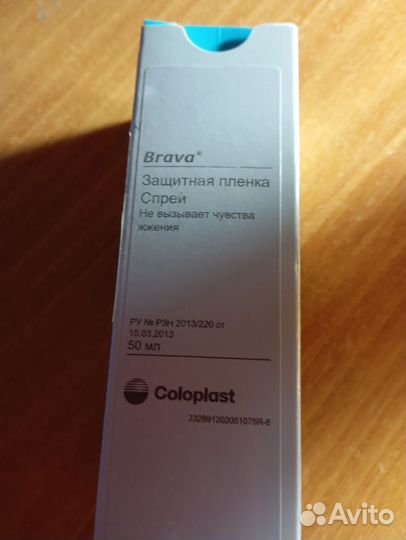 Brava®
Защитная пленка
Спрей
Не вызывает чувства
жжения
РУ № РЗН 2013/220 от
15.03.2013
50 мл
Coloplast
332891202051075R-6
Avito